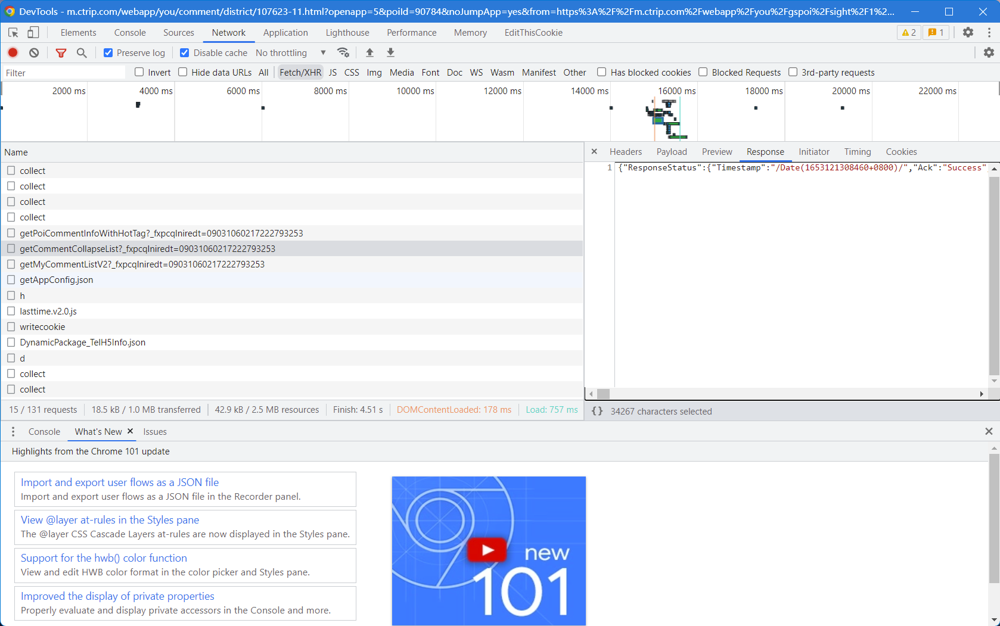 DevTools - m.ctrip.com/webapp/you/comment/district/107623-11.html?openapp=5&poiId=90784&noJumpApp=yes&from=https%3A%2F%2Fm.ctrip.com%2Fwebapp%2Fyou%2Fgspoi%2Fsight%2F1%2...
Elements Console Sources Network Application Lighthouse Performance Memory EditThisCookie 2 1
Preserve log Disable cache No throttling
Filter Invert Hide data URLs All Fetch/XHR JS CSS Img Media Font Doc WS Wasm Manifest Other Has blocked cookies Blocked Requests 3rd-party requests
2000 ms 4000 ms 6000 ms 8000 ms 10000 ms 12000 ms 14000 ms 16000 ms 18000 ms 20000 ms 22000 ms
Name
collect
collect
collect
collect
getPoiCommentInfoWithHotTag?_fxpcqlniredt=09031060217222793253
getCommentCollapseList?_fxpcqlniredt=09031060217222793253
getMyCommentListV2?_fxpcqlniredt=09031060217222793253
getAppConfig.json
h
lasttime.v2.0.js
writecookie
DynamicPackage_TelH5Info.json
d
collect
collect
15 / 131 requests 18.5 kB / 1.0 MB transferred 42.9 kB / 2.5 MB resources Finish: 4.51 s DOMContentLoaded: 178 ms Load: 757 ms
Headers Payload Preview Response Initiator Timing Cookies
1 {"ResponseStatus":{"Timestamp":"/Date(1653121308460+0800)/","Ack":"Success"
{} 34267 characters selected
Console What's New Issues
Highlights from the Chrome 101 update
Import and export user flows as a JSON file
Import and export user flows as a JSON file in the Recorder panel.
View @layer at-rules in the Styles pane
The @layer CSS Cascade Layers at-rules are now displayed in the Styles pane.
Support for the hwb() color function
View and edit HWB color format in the color picker and Styles pane.
Improved the display of private properties
Properly evaluate and display private accessors in the Console and more.
new
101